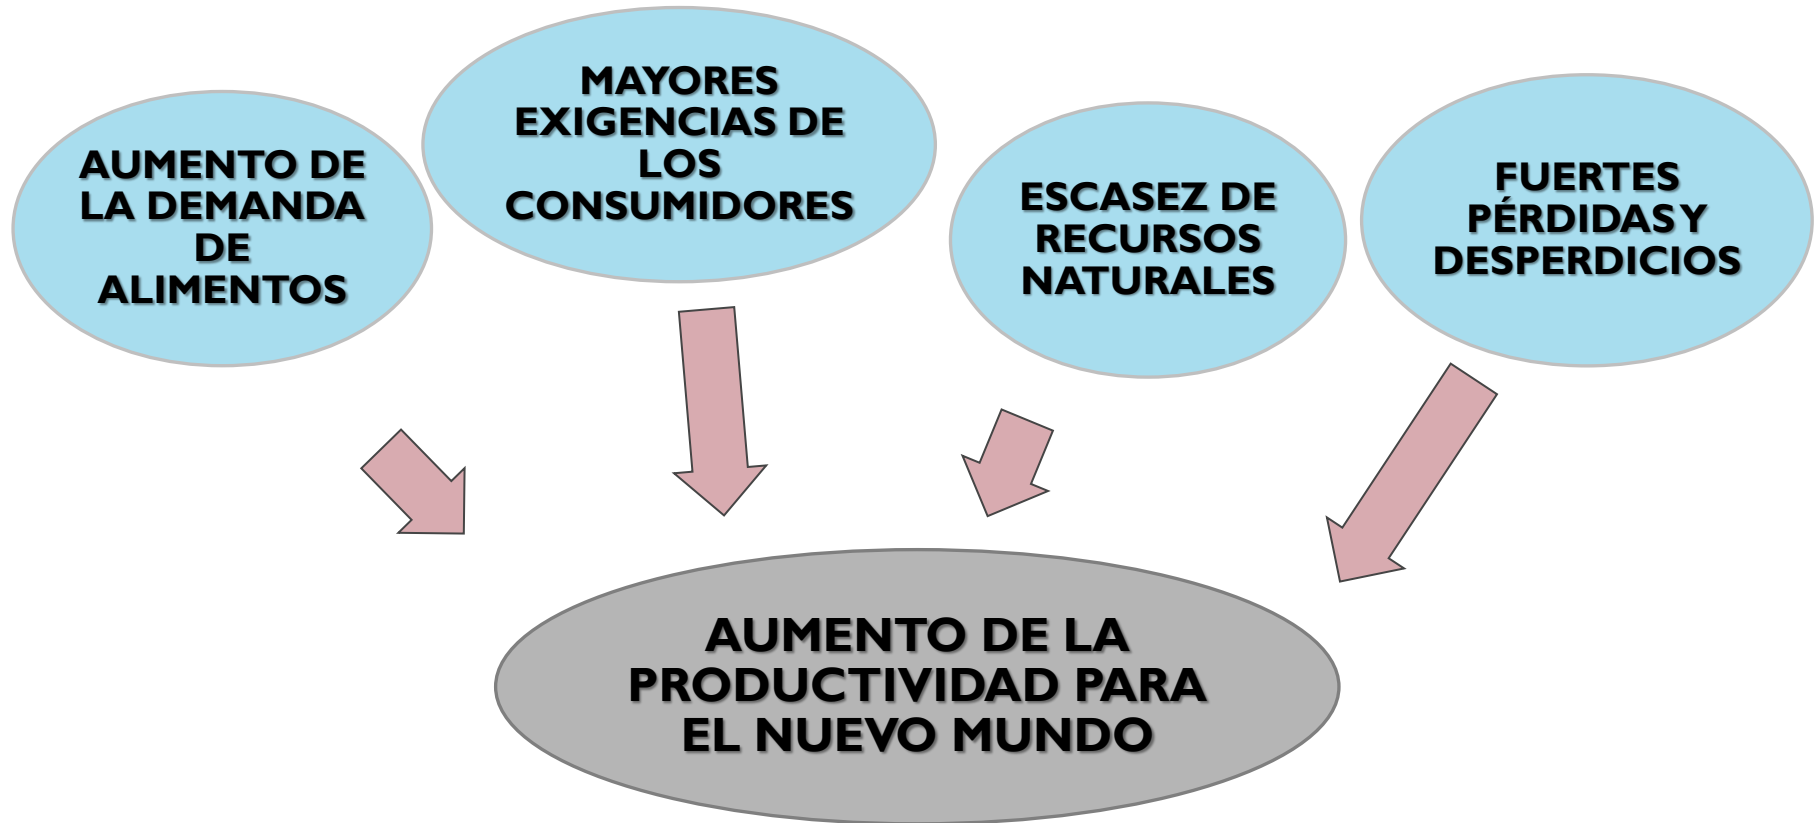 AUMENTO DE
LA DEMANDA
DE
ALIMENTOS
MAYORES
EXIGENCIAS DE
LOS
CONSUMIDORES
ESCASEZ DE
RECURSOS
NATURALES
FUERTES
PÉRDIDAS Y
DESPERDICIOS
AUMENTO DE LA
PRODUCTIVIDAD PARA
EL NUEVO MUNDO